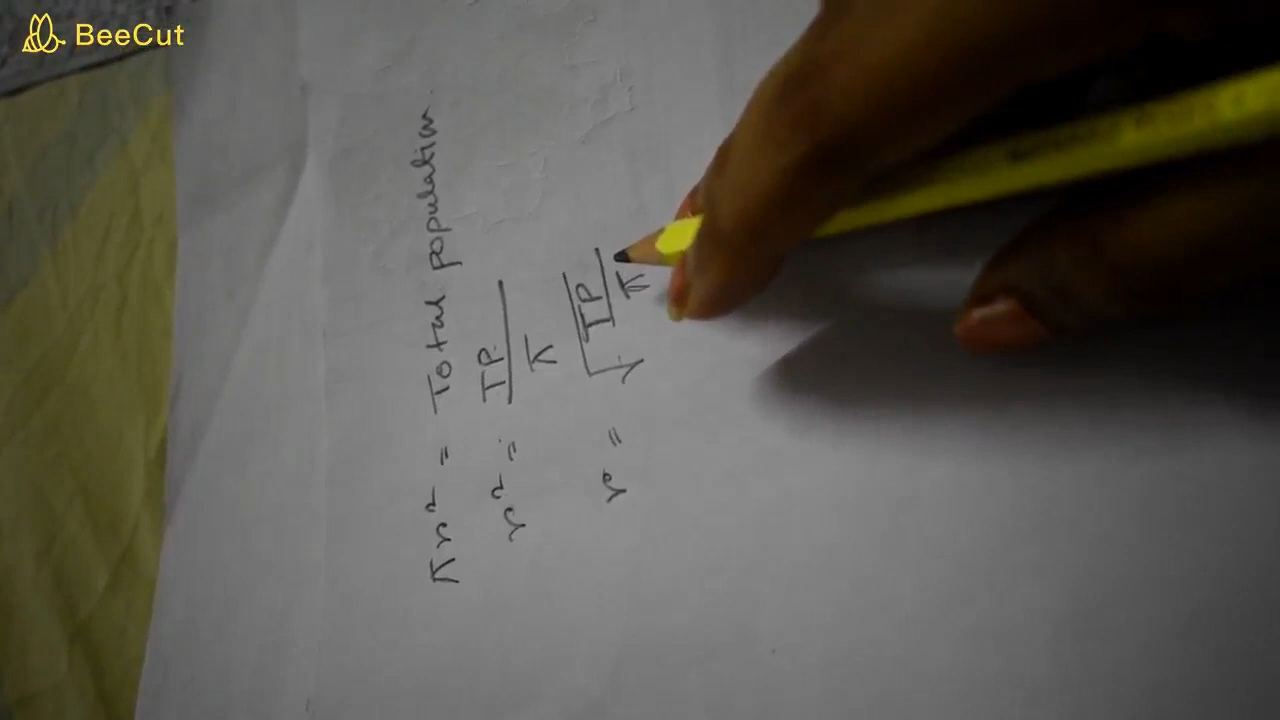 BeeCut
πr² = Total population.
r² = TP/π
r = √TP/π